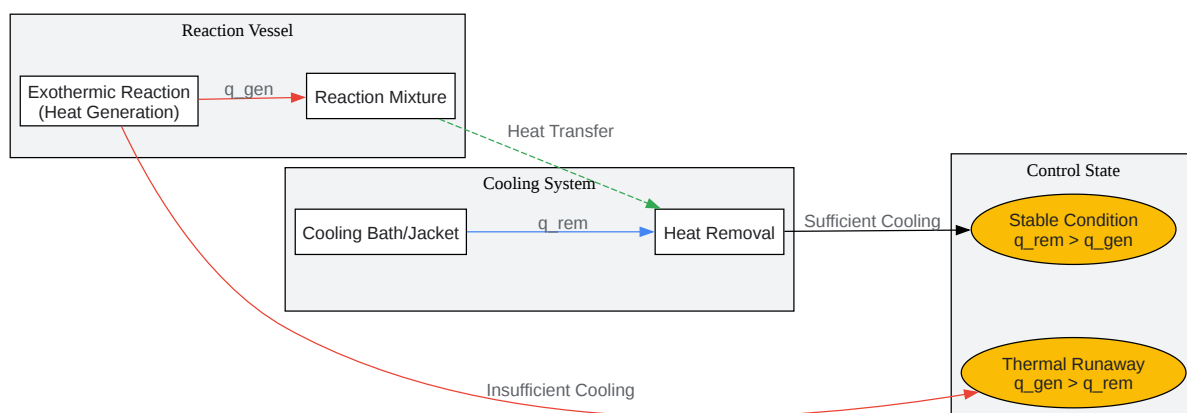 Reaction Vessel
Exothermic Reaction
(Heat Generation)
q_gen
Reaction Mixture
Heat Transfer
Cooling System
Cooling Bath/Jacket
q_rem
Heat Removal
Sufficient Cooling
Control State
Stable Condition
q_rem > q_gen
Insufficient Cooling
Thermal Runaway
q_gen > q_rem